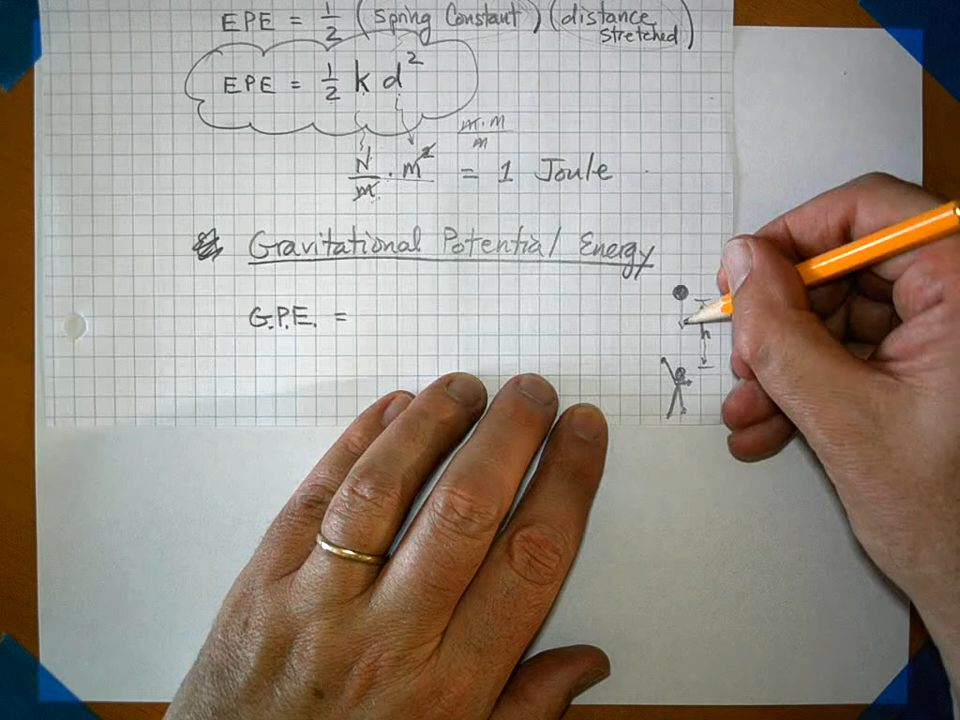 EPE = 1/2 (Spring Constant) (distance stretched)
EPE = 1/2 k d²
m·m/m
N/m · m² = 1 Joule
Gravitational Potential Energy
G.P.E. =
h